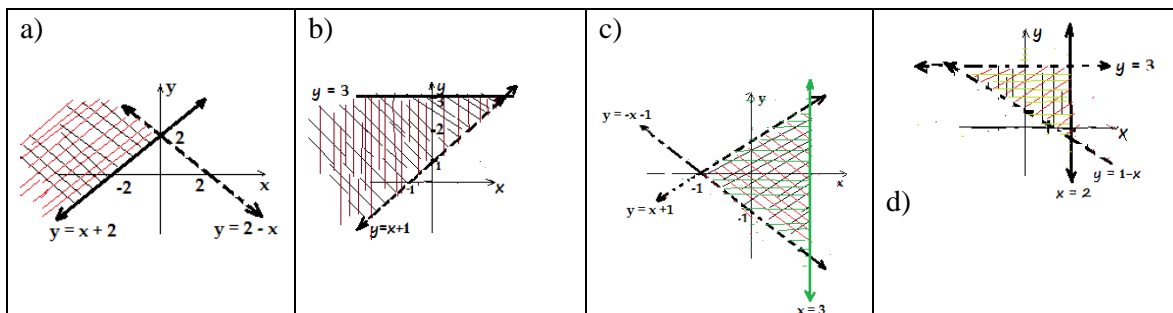 a)
y
2
-2
2
x
y = x + 2
y = 2 - x
b)
y = 3
y
3
2
1
-1
x
y=x+1
c)
y
y = -x -1
-1
x
y = x+1
-1
x = 3
d)
y
y = 3
x
y = 1-x
x = 2